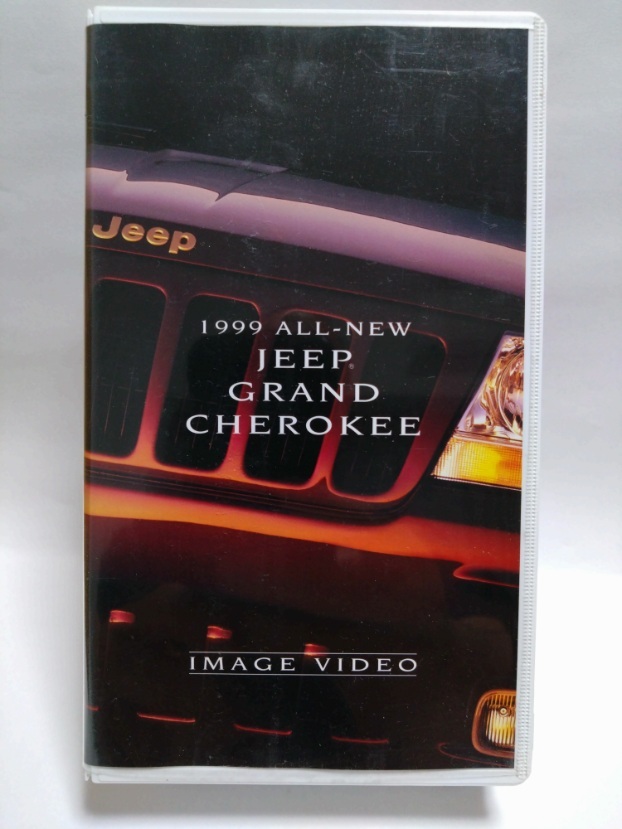 Jeep
1999 ALL-NEW
JEEP®
GRAND
CHEROKEE
IMAGE VIDEO